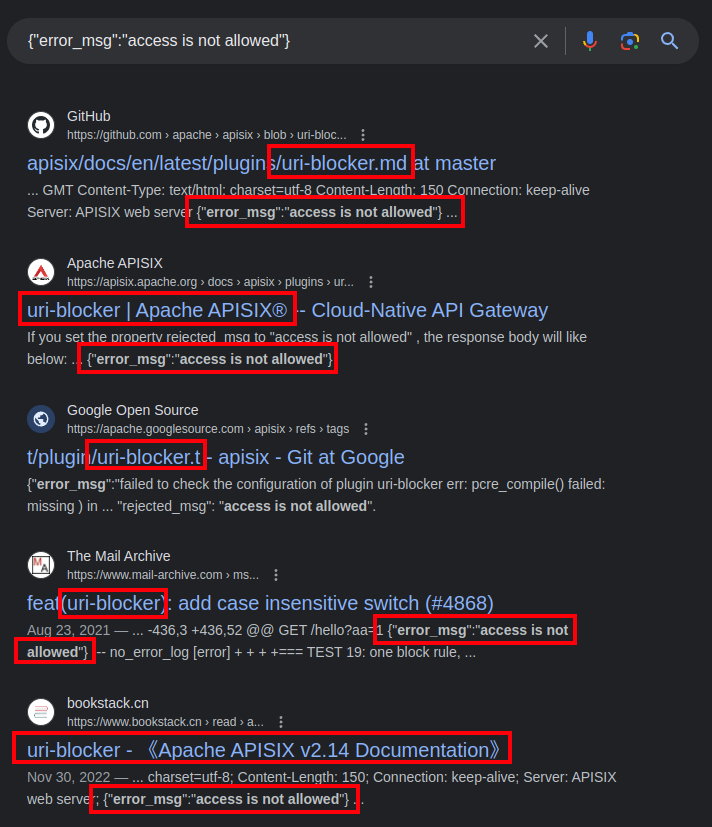 {"error_msg":"access is not allowed"}
GitHub
https://github.com › apache › apisix › blob › uri-bloc...
apisix/docs/en/latest/plugins/uri-blocker.md at master
... GMT Content-Type: text/html; charset=utf-8 Content-Length: 150 Connection: keep-alive
Server: APISIX web server {"error_msg":"access is not allowed"} ...
Apache APISIX
https://apisix.apache.org › docs › apisix › plugins › ur...
uri-blocker | Apache APISIX® -- Cloud-Native API Gateway
If you set the property rejected_msg to "access is not allowed" , the response body will like
below: ... {"error_msg":"access is not allowed"}
Google Open Source
https://apache.googlesource.com › apisix › refs › tags
t/plugin/uri-blocker.t - apisix - Git at Google
{"error_msg":"failed to check the configuration of plugin uri-blocker err: pcre_compile() failed:
missing ) in ... "rejected_msg": "access is not allowed".
The Mail Archive
https://www.mail-archive.com › ms...
feat(uri-blocker): add case insensitive switch (#4868)
Aug 23, 2021 — ... -436,3 +436,52 @@ GET /hello?aa=1 {"error_msg":"access is not
allowed"} --- no_error_log [error] + + + +=== TEST 19: one block rule, ...
bookstack.cn
https://www.bookstack.cn › read › a...
uri-blocker - 《Apache APISIX v2.14 Documentation》
Nov 30, 2022 — ... charset=utf-8; Content-Length: 150; Connection: keep-alive; Server: APISIX
web server; {"error_msg":"access is not allowed"} ...